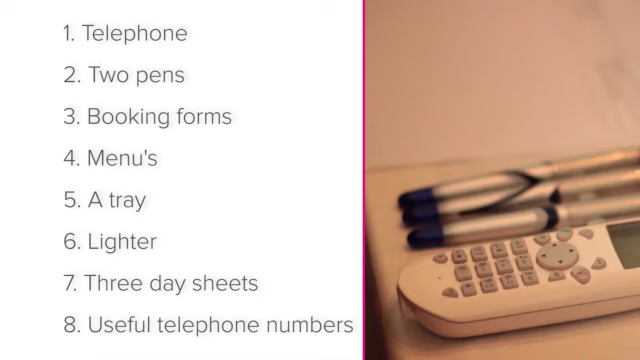 1. Telephone
2. Two pens
3. Booking forms
4. Menu's
5. A tray
6. Lighter
7. Three day sheets
8. Useful telephone numbers